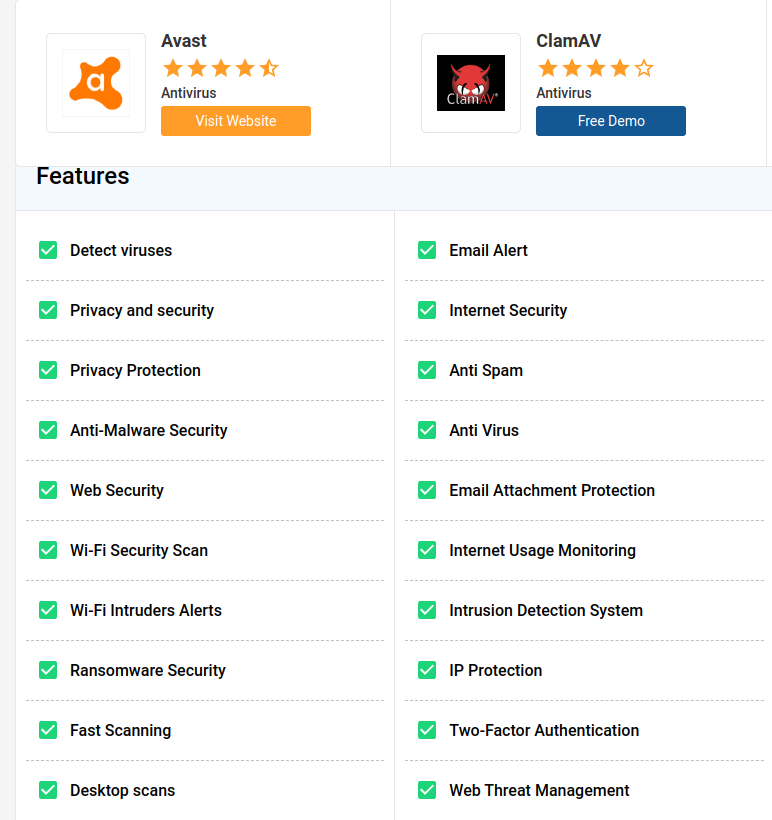 Avast
Antivirus
Visit Website
a
ClamAV
Antivirus
Free Demo
ClamAV®
Features
Detect viruses
Privacy and security
Privacy Protection
Anti-Malware Security
Web Security
Wi-Fi Security Scan
Wi-Fi Intruders Alerts
Ransomware Security
Fast Scanning
Desktop scans
Email Alert
Internet Security
Anti Spam
Anti Virus
Email Attachment Protection
Internet Usage Monitoring
Intrusion Detection System
IP Protection
Two-Factor Authentication
Web Threat Management